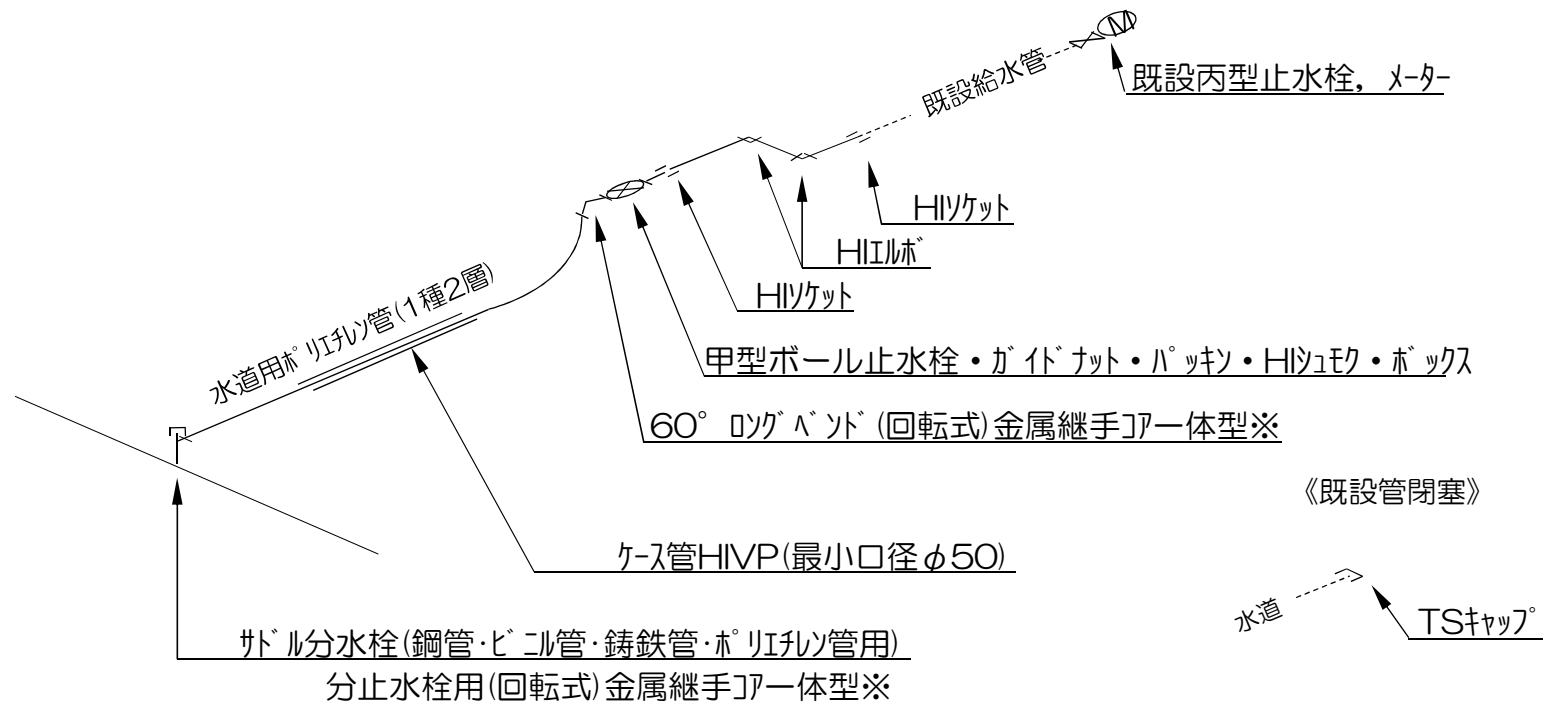 M
既設給水管
既設丙型止水栓，ﾒｰﾀｰ
HIｿｹｯﾄ
HIｴﾙﾎﾞ
HIｿｹｯﾄ
水道用ﾎﾟﾘｴﾁﾚﾝ管(1種2層)
甲型ボール止水栓・ｶﾞｲﾄﾞﾅｯﾄ・ﾊﾟｯｷﾝ・HIｼｭﾓｸ・ﾎﾞｯｸｽ
60°ﾛﾝｸﾞﾍﾞﾝﾄﾞ(回転式)金属継手ｺｱ一体型※
《既設管閉塞》
ｹｰｽ管HIVP(最小口径φ50)
水道
TSｷｬｯﾌﾟ
ｻﾄﾞﾙ分水栓(鋼管･ﾋﾞﾆﾙ管･鋳鉄管･ﾎﾟﾘｴﾁﾚﾝ管用)
分止水栓用(回転式)金属継手ｺｱ一体型※